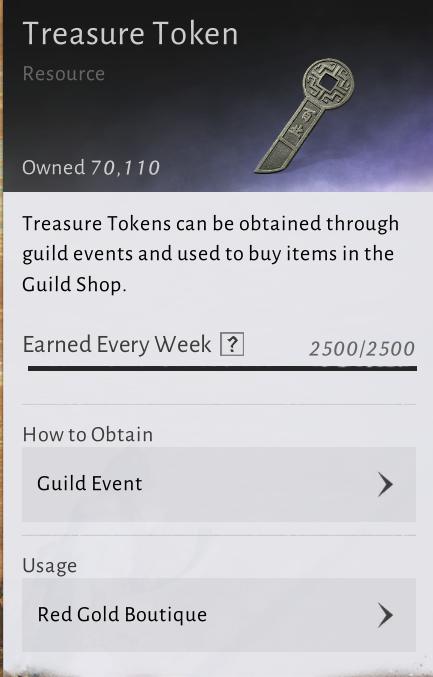 Treasure Token
Resource
Owned 70,110
Treasure Tokens can be obtained through
guild events and used to buy items in the
Guild Shop.
Earned Every Week ?
2500/2500
How to Obtain
Guild Event
Usage
Red Gold Boutique